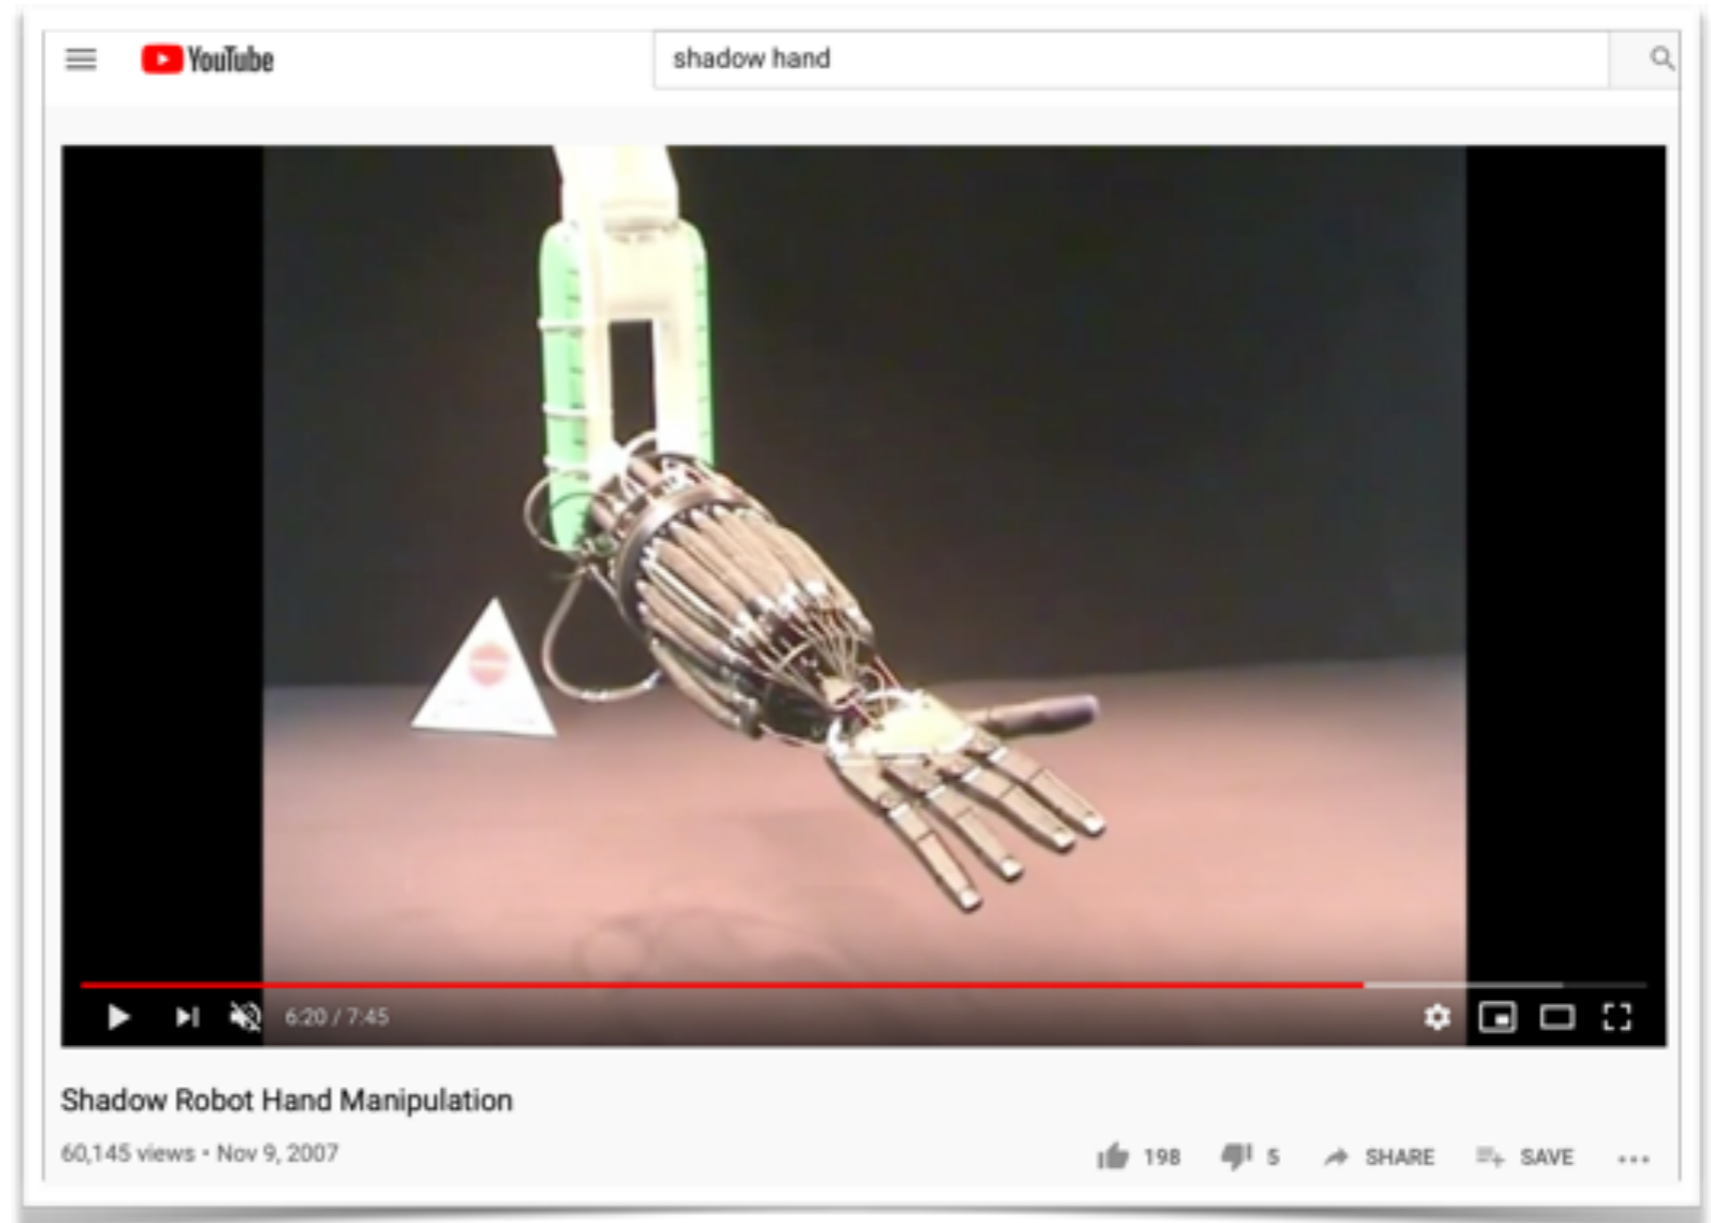 YouTube
shadow hand
6:20 / 7:45
Shadow Robot Hand Manipulation
60,145 views • Nov 9, 2007
198 5 SHARE SAVE